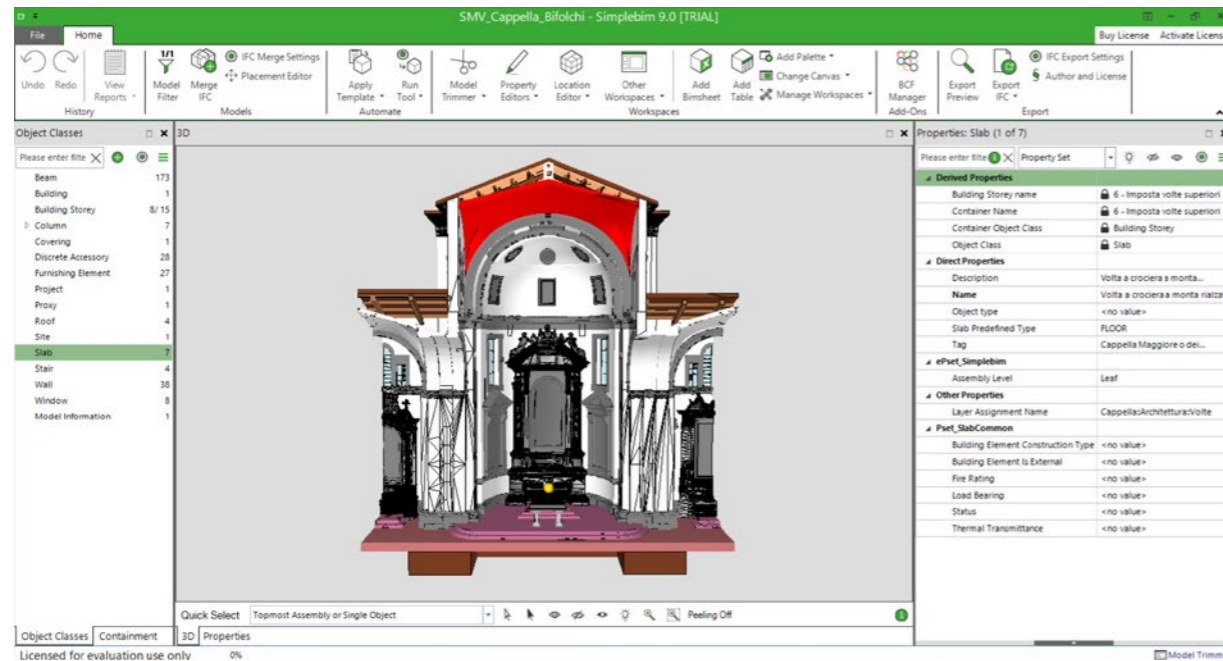 SMV_Cappella_Bifolchi - Simplebim 9.0 [TRIAL]
File Home Buy License Activate Licens
Undo Redo View Reports
History
1/1 Model Filter Merge IFC IFC Merge Settings
Placement Editor
Models
Apply Template Run Tool
Automate
Model Trimmer Property Editors Location Editor Other Workspaces Add Bimsheet Add Table Add Palette
Change Canvas
Manage Workspaces
Workspaces
BCF Manager
Add-Ons
Export Preview Export IFC IFC Export Settings
Author and License
Export
Object Classes
Please enter filte
Beam 173
Building 1
Building Storey 8/15
Column 7
Covering 1
Discrete Accessory 28
Furnishing Element 27
Project 1
Proxy 1
Roof 4
Site 1
Slab 7
Stair 4
Wall 38
Window 8
Model Information 1
Object Classes Containment
3D
Quick Select Topmost Assembly or Single Object Peeling Off
3D Properties
Properties: Slab (1 of 7)
Please enter filte 1 Property Set
Derived Properties
Building Storey name 6 - Imposta volte superiori
Container Name 6 - Imposta volte superiori
Container Object Class Building Storey
Object Class Slab
Direct Properties
Description Volta a crociera a monta...
Name Volta a crociera a monta rialza
Object type <no value>
Slab Predefined Type FLOOR
Tag Cappella Maggiore o dei...
ePset_Simplebim
Assembly Level Leaf
Other Properties
Layer Assignment Name Cappella:Architettura:Volte
Pset_SlabCommon
Building Element Construction Type <no value>
Building Element Is External <no value>
Fire Rating <no value>
Load Bearing <no value>
Status <no value>
Thermal Transmittance <no value>
Licensed for evaluation use only 0% Model Trimm